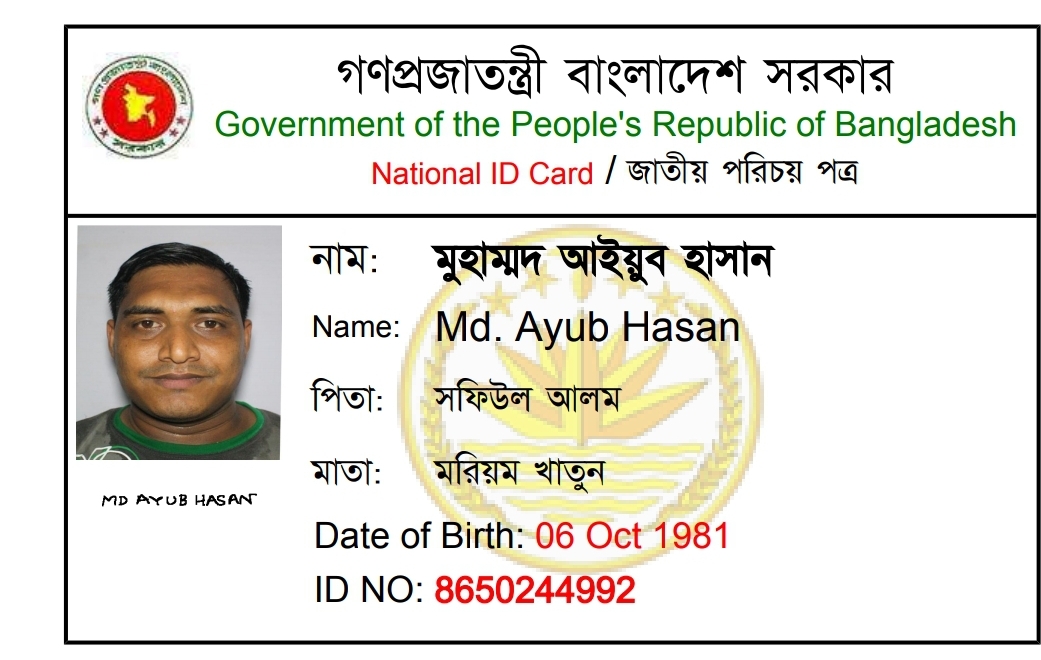 গণপ্রজাতন্ত্রী বাংলাদেশ সরকার
Government of the People's Republic of Bangladesh
National ID Card / জাতীয় পরিচয় পত্র
নাম: মুহাম্মদ আইয়ুব হাসান
Name: Md. Ayub Hasan
পিতা: সফিউল আলম
মাতা: মরিয়ম খাতুন
MD AYUB HASAN
Date of Birth: 06 Oct 1981
ID NO: 8650244992